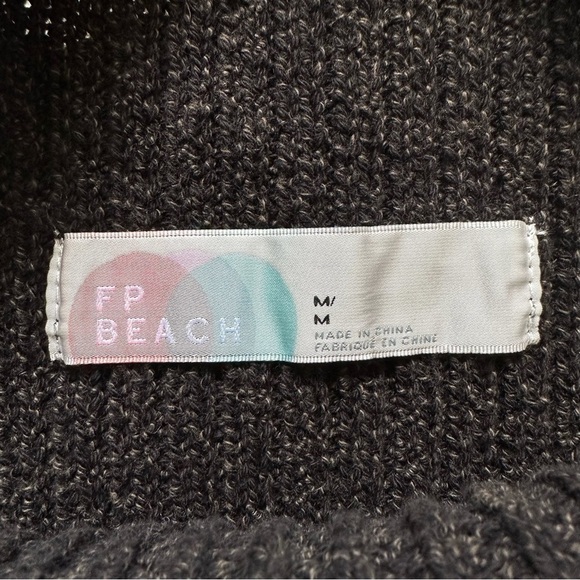 FP
BEACH
M/
M
MADE IN CHINA
FABRIQUÉ EN CHINE